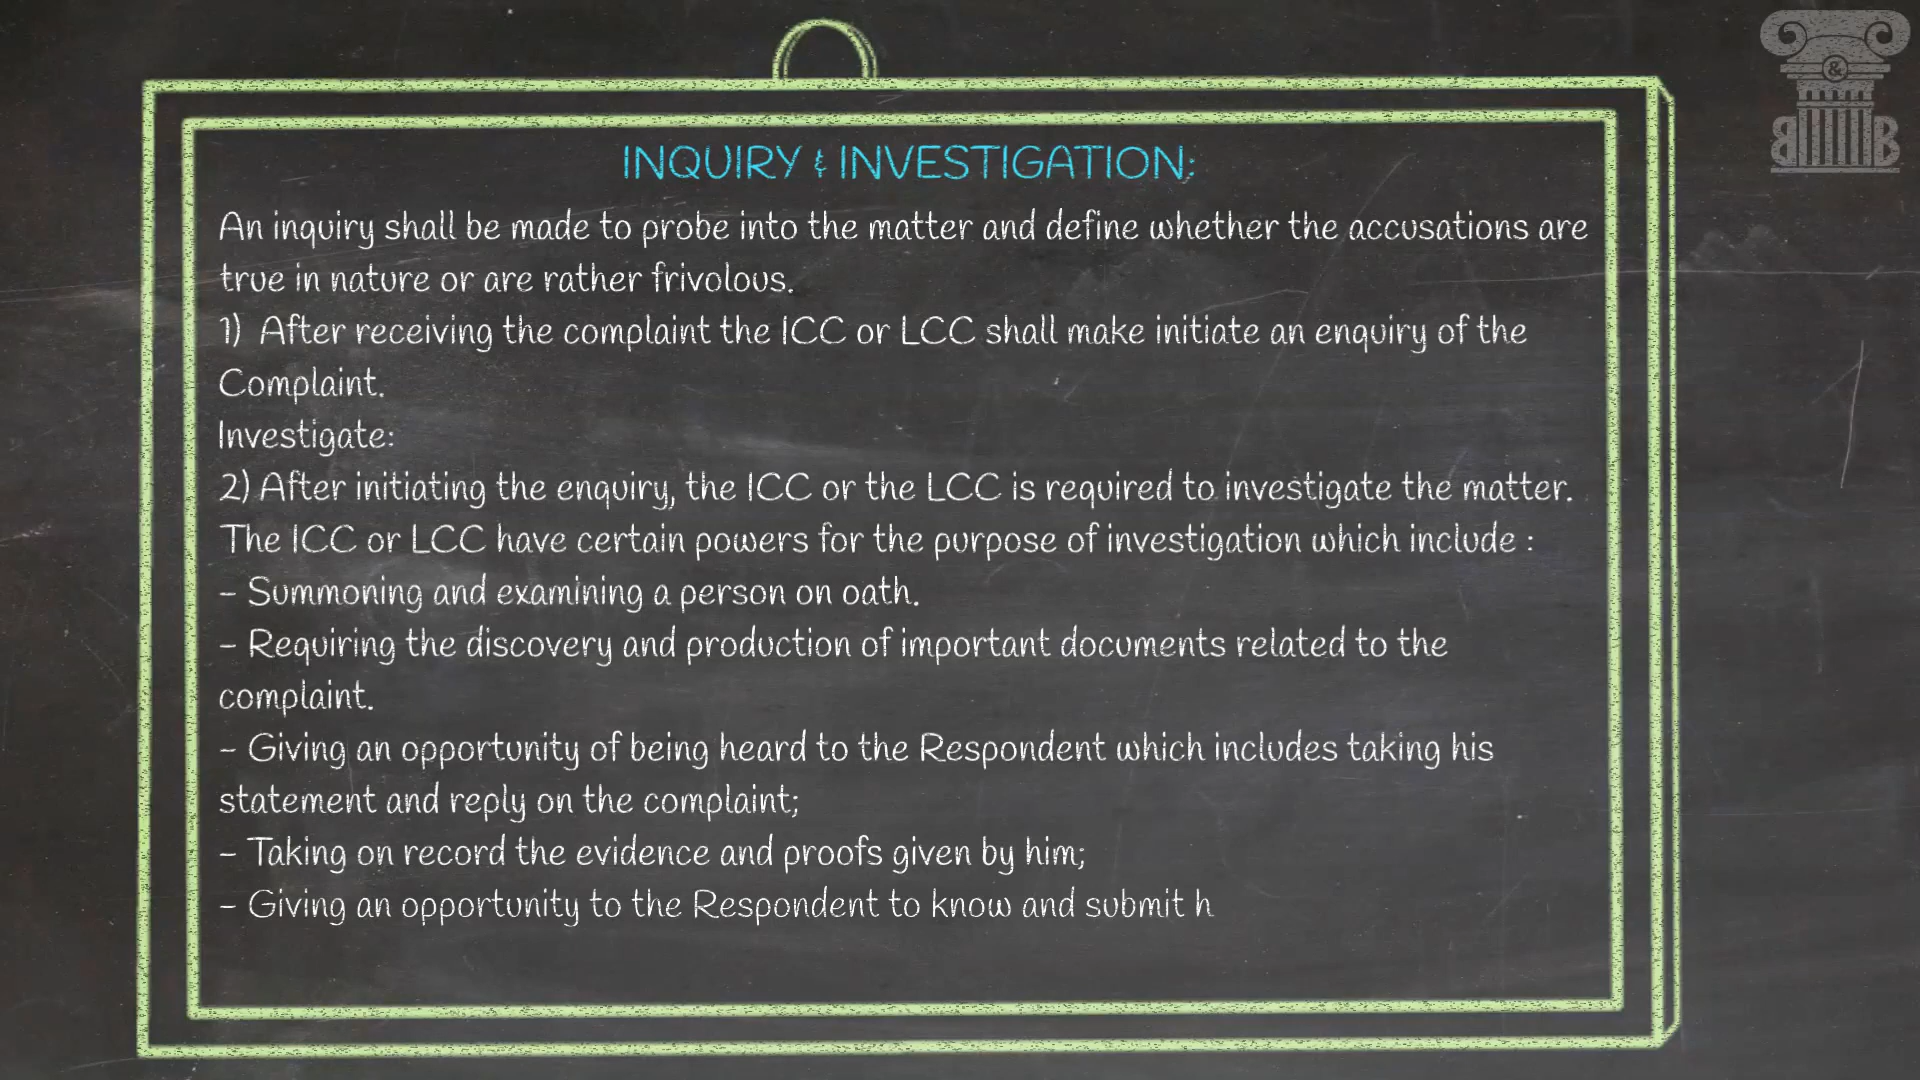 &
B B
INQUIRY & INVESTIGATION:
An inquiry shall be made to probe into the matter and define whether the accusations are
true in nature or are rather frivolous.
1) After receiving the complaint the ICC or LCC shall make initiate an enquiry of the
Complaint.
Investigate:
2) After initiating the enquiry, the ICC or the LCC is required to investigate the matter.
The ICC or LCC have certain powers for the purpose of investigation which include :
- Summoning and examining a person on oath.
- Requiring the discovery and production of important documents related to the
complaint.
- Giving an opportunity of being heard to the Respondent which includes taking his
statement and reply on the complaint;
- Taking on record the evidence and proofs given by him;
- Giving an opportunity to the Respondent to know and submit h